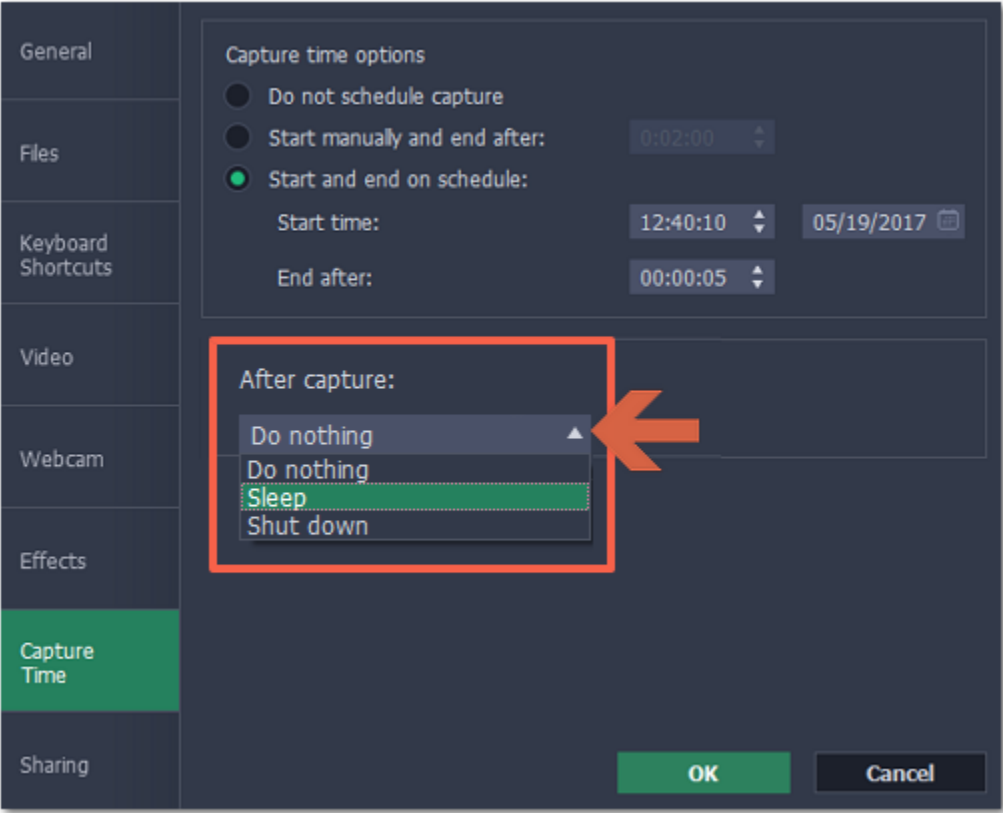 General
Files
Keyboard
Shortcuts
Video
Webcam
Effects
Capture
Time
Sharing
Capture time options
Do not schedule capture
Start manually and end after: 0:02:00
Start and end on schedule:
Start time: 12:40:10 05/19/2017
End after: 00:00:05
After capture:
Do nothing
Do nothing
Sleep
Shut down
OK Cancel